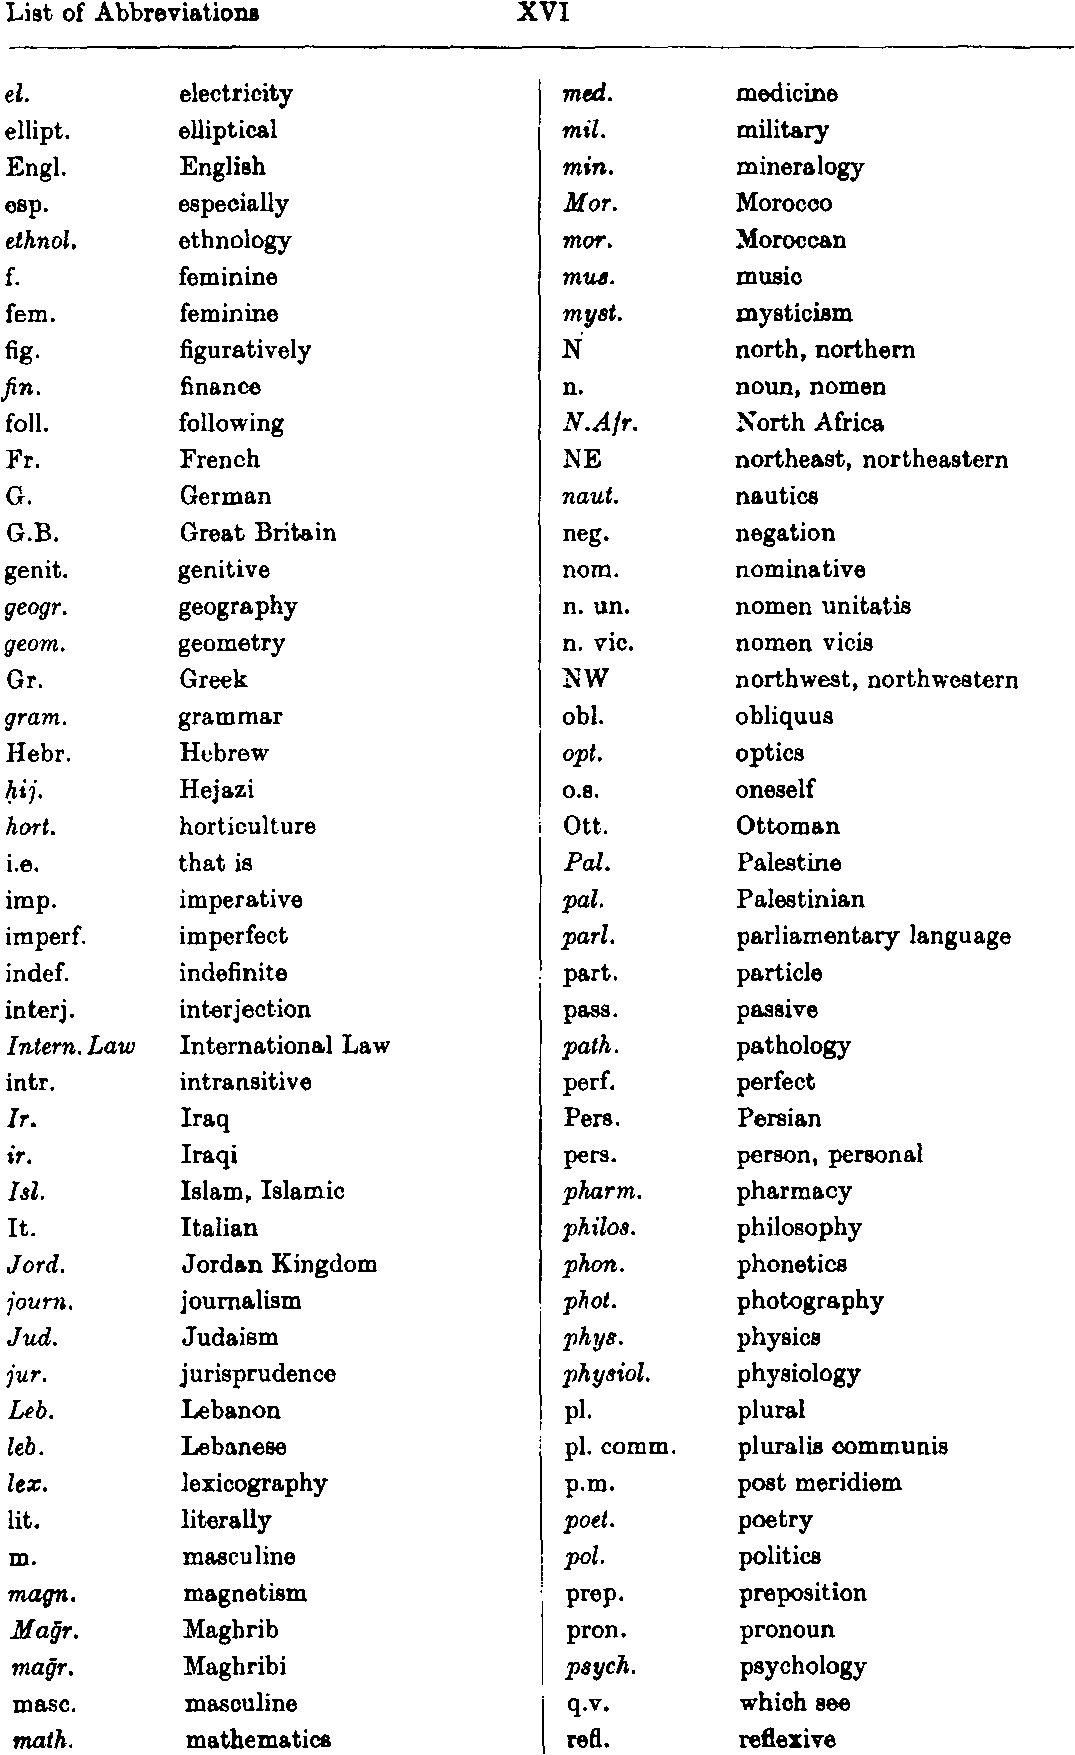 List of Abbreviations XVI
el. electricity
ellipt. elliptical
Engl. English
esp. especially
ethnol. ethnology
f. feminine
fem. feminine
fig. figuratively
fin. finance
foll. following
Fr. French
G. German
G.B. Great Britain
genit. genitive
geogr. geography
geom. geometry
Gr. Greek
gram. grammar
Hebr. Hebrew
ḥij. Hejazi
hort. horticulture
i.e. that is
imp. imperative
imperf. imperfect
indef. indefinite
interj. interjection
Intern. Law International Law
intr. intransitive
Ir. Iraq
ir. Iraqi
Isl. Islam, Islamic
It. Italian
Jord. Jordan Kingdom
journ. journalism
Jud. Judaism
jur. jurisprudence
Leb. Lebanon
leb. Lebanese
lex. lexicography
lit. literally
m. masculine
magn. magnetism
Maḡr. Maghrib
maḡr. Maghribi
masc. masculine
math. mathematics
med. medicine
mil. military
min. mineralogy
Mor. Morocco
mor. Moroccan
mus. music
myst. mysticism
N north, northern
n. noun, nomen
N.Afr. North Africa
NE northeast, northeastern
naut. nautics
neg. negation
nom. nominative
n. un. nomen unitatis
n. vic. nomen vicis
NW northwest, northwestern
obl. obliquus
opt. optics
o.s. oneself
Ott. Ottoman
Pal. Palestine
pal. Palestinian
parl. parliamentary language
part. particle
pass. passive
path. pathology
perf. perfect
Pers. Persian
pers. person, personal
pharm. pharmacy
philos. philosophy
phon. phonetics
phot. photography
phys. physics
physiol. physiology
pl. plural
pl. comm. pluralis communis
p.m. post meridiem
poet. poetry
pol. politics
prep. preposition
pron. pronoun
psych. psychology
q.v. which see
refl. reflexive